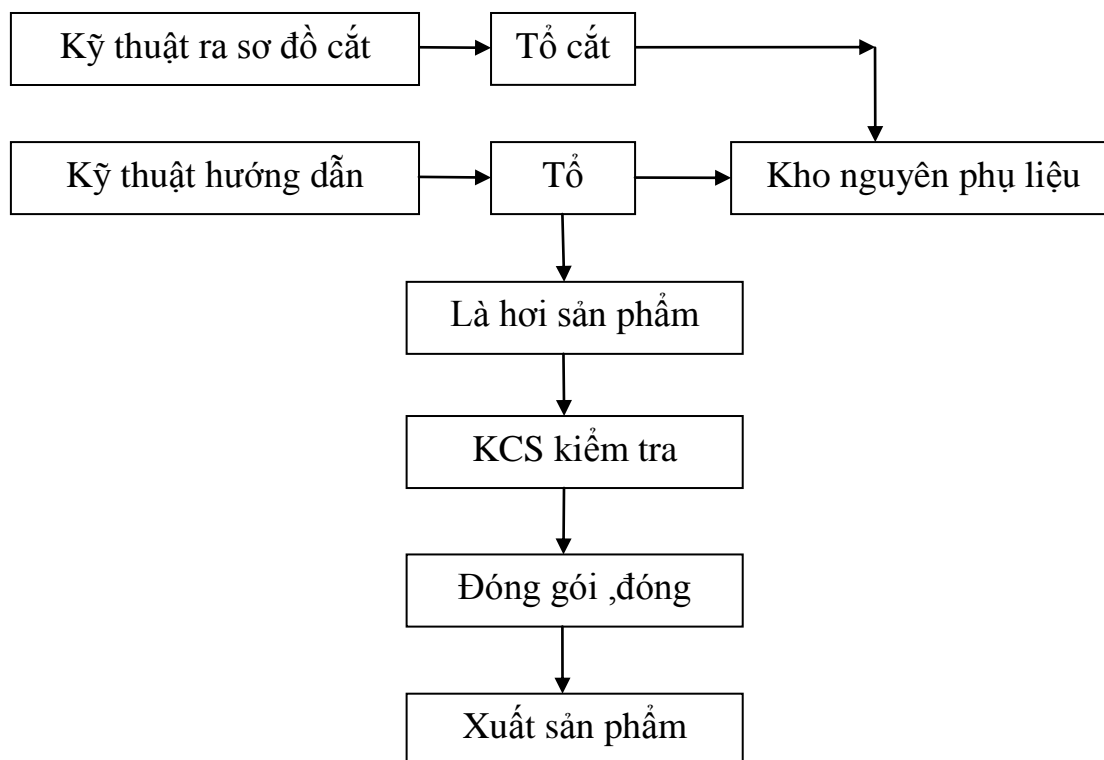 Kỹ thuật ra sơ đồ cắt
Tổ cắt
Kỹ thuật hướng dẫn
Tổ
Kho nguyên phụ liệu
Là hơi sản phẩm
KCS kiểm tra
Đóng gói ,đóng
Xuất sản phẩm